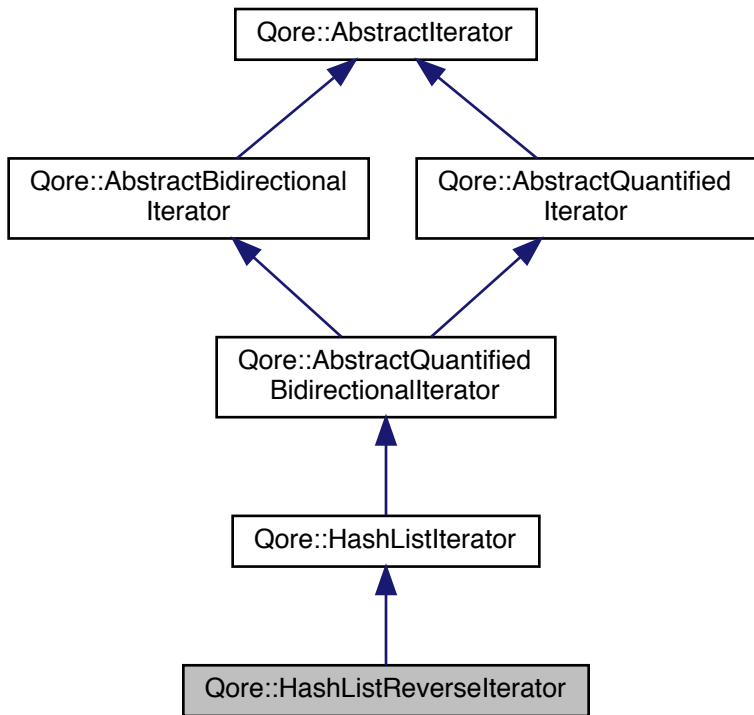 Qore::AbstractIterator
Qore::AbstractBidirectional
Iterator
Qore::AbstractQuantified
Iterator
Qore::AbstractQuantified
BidirectionalIterator
Qore::HashListIterator
Qore::HashListReverseIterator